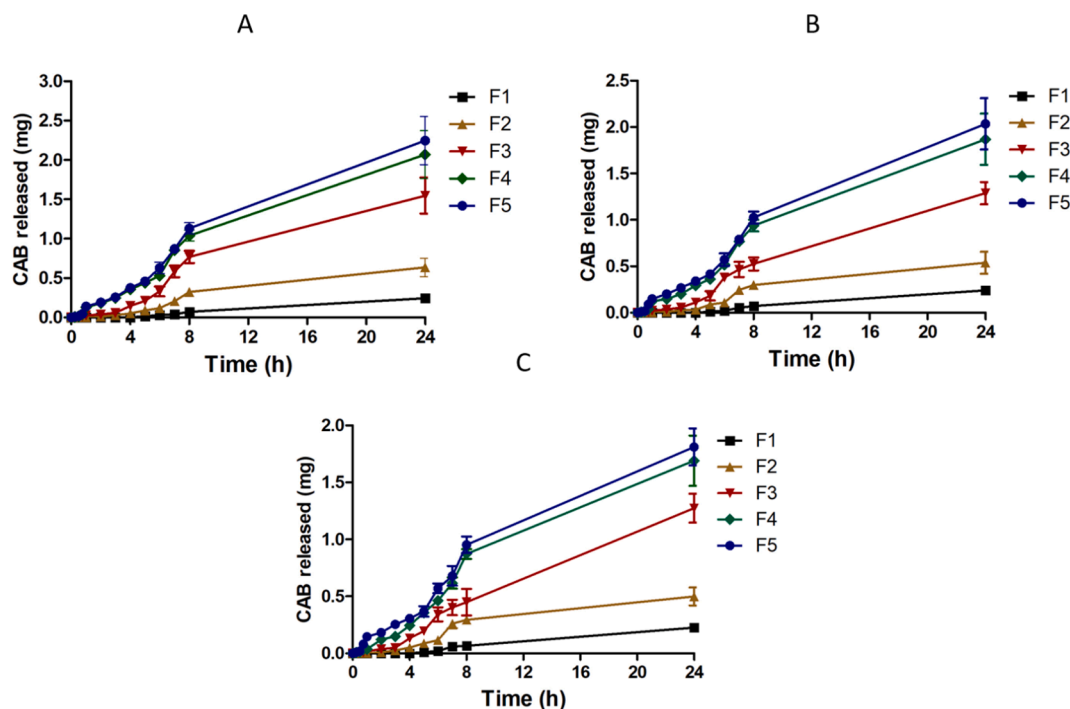 A
CAB released (mg)
3.0
2.5
2.0
1.5
1.0
0.5
0.0
0 4 8 12 16 20 24
Time (h)
F1
F2
F3
F4
F5
B
CAB released (mg)
2.5
2.0
1.5
1.0
0.5
0.0
0 4 8 12 16 20 24
Time (h)
F1
F2
F3
F4
F5
C
CAB released (mg)
2.0
1.5
1.0
0.5
0.0
0 4 8 12 16 20 24
Time (h)
F1
F2
F3
F4
F5